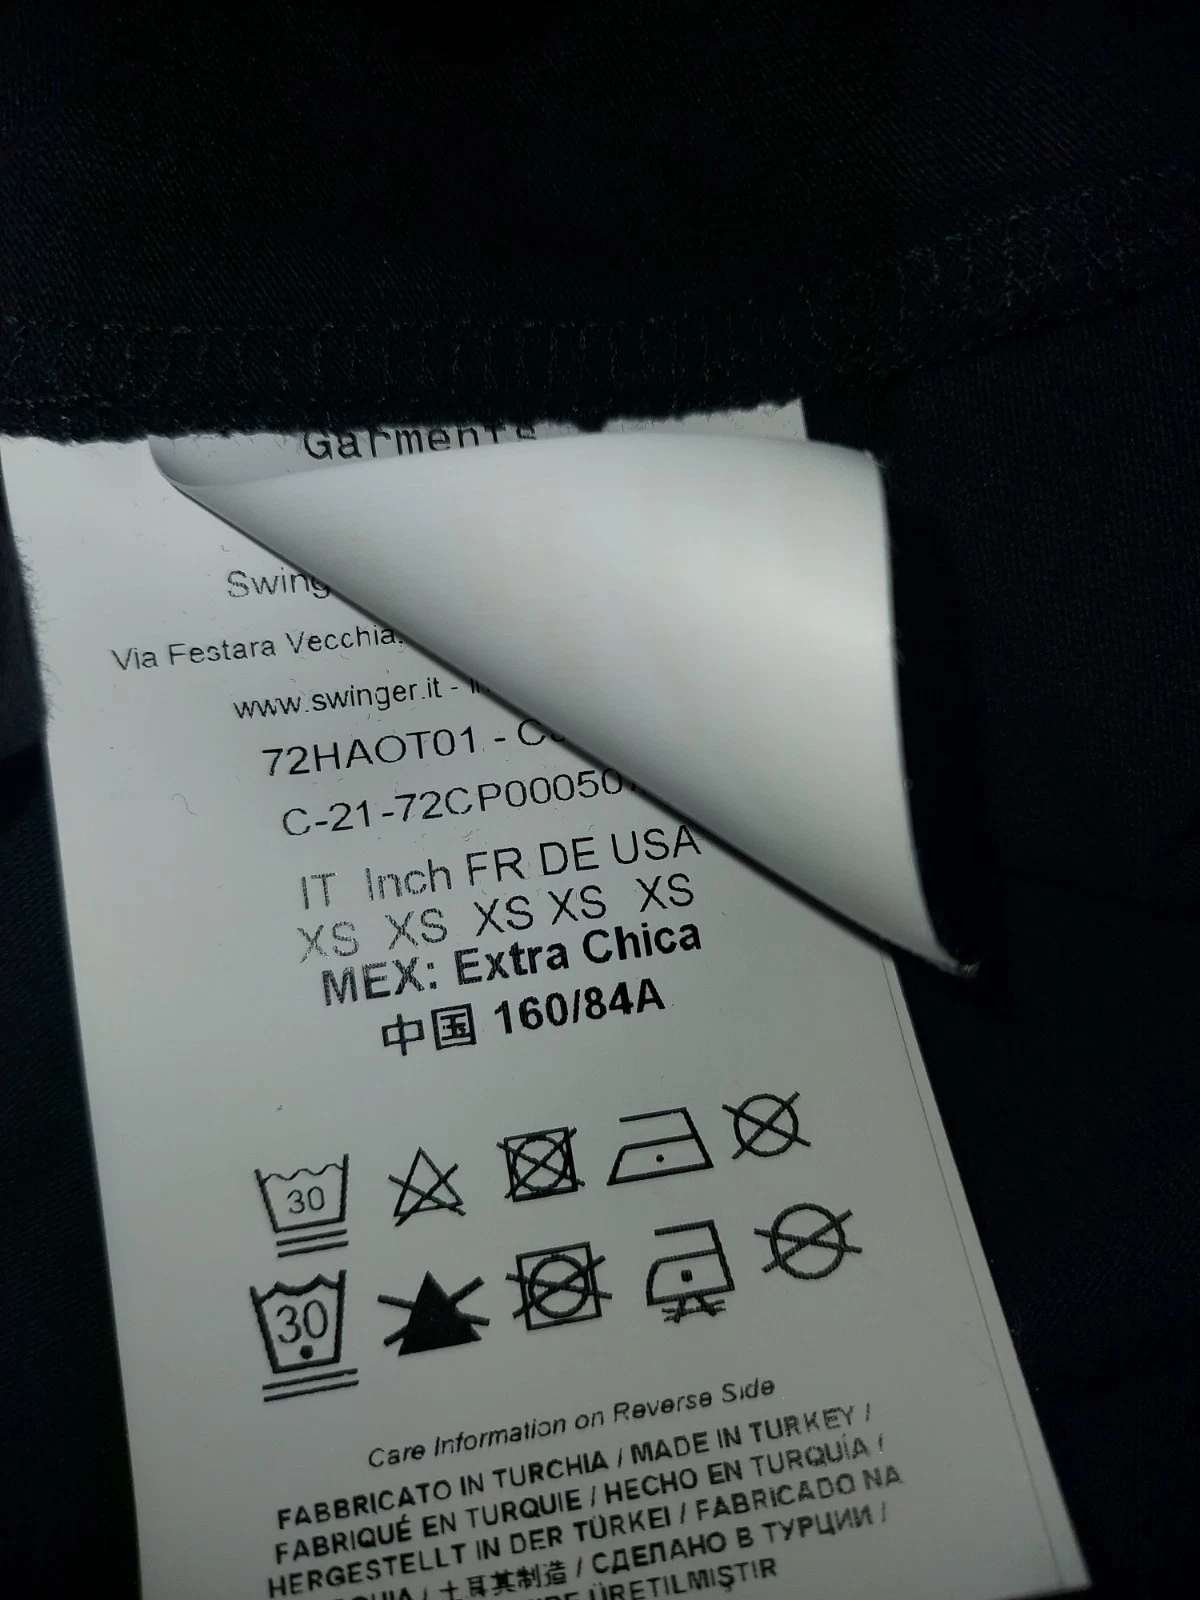 Garments
Swing
Via Festara Vecchia,
www.swinger.it -
72HAOT01 -
C-21-72CP00050
IT Inch FR DE USA
XS XS XS XS XS
MEX: Extra Chica
中国 160/84A
30
30
Care Information on Reverse Side
FABBRICATO IN TURCHIA / MADE IN TURKEY /
FABRIQUÉ EN TURQUIE / HECHO EN TURQUÍA /
HERGESTELLT IN DER TÜRKEI / FABRICADO NA
/ 土耳其制造 / СДЕЛАНО В ТУРЦИИ /
ÜRETILMIŞTIR